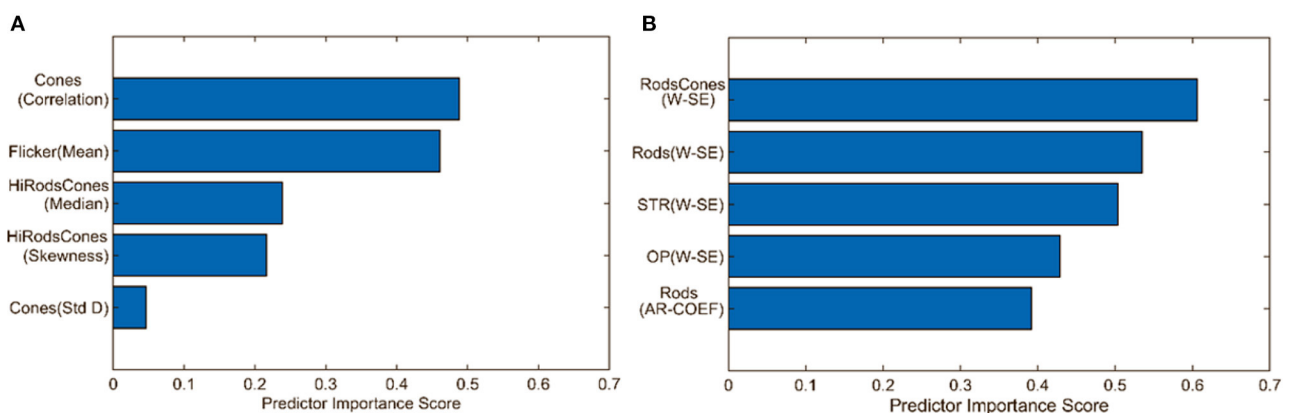 A
Cones
(Correlation)
Flicker(Mean)
HiRodsCones
(Median)
HiRodsCones
(Skewness)
Cones(Std D)
0 0.1 0.2 0.3 0.4 0.5 0.6 0.7
Predictor Importance Score
B
RodsCones
(W-SE)
Rods(W-SE)
STR(W-SE)
OP(W-SE)
Rods
(AR-COEF)
0 0.1 0.2 0.3 0.4 0.5 0.6 0.7
Predictor Importance Score